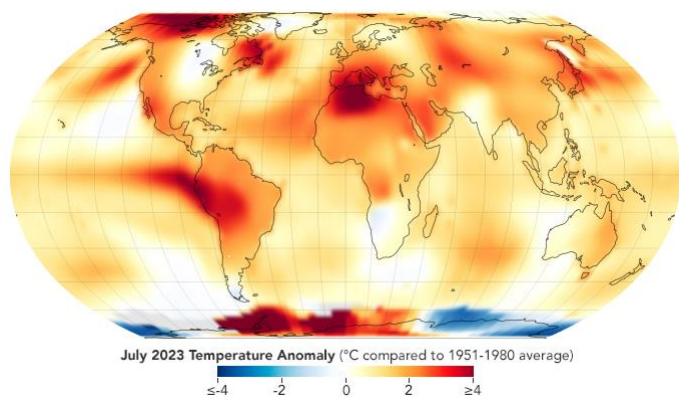 July 2023 Temperature Anomaly (°C compared to 1951-1980 average)
≤-4 -2 0 2 ≥4